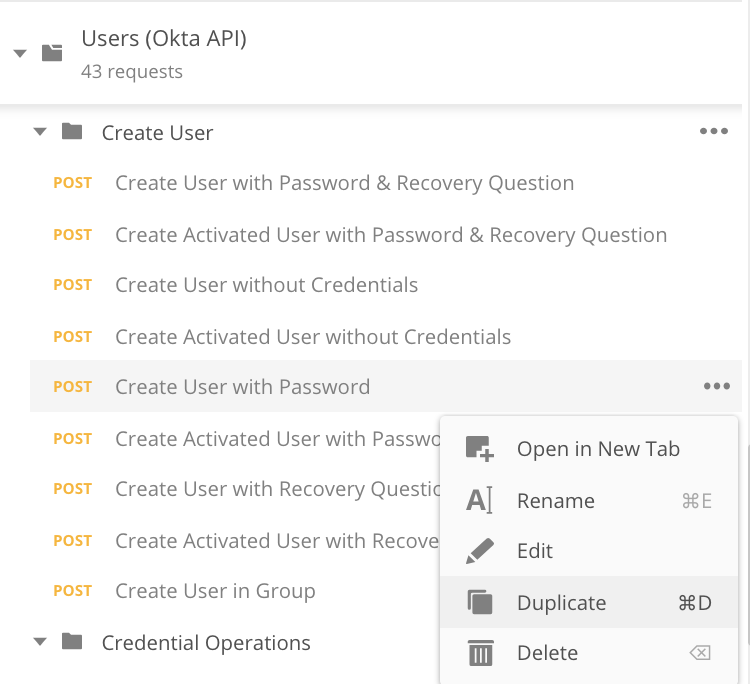 Users (Okta API)
43 requests
Create User
POST Create User with Password & Recovery Question
POST Create Activated User with Password & Recovery Question
POST Create User without Credentials
POST Create Activated User without Credentials
POST Create User with Password
POST Create Activated User with Passwo
POST Create User with Recovery Questic
POST Create Activated User with Recove
POST Create User in Group
Credential Operations
Open in New Tab
Rename ⌘E
Edit
Duplicate ⌘D
Delete ⌫